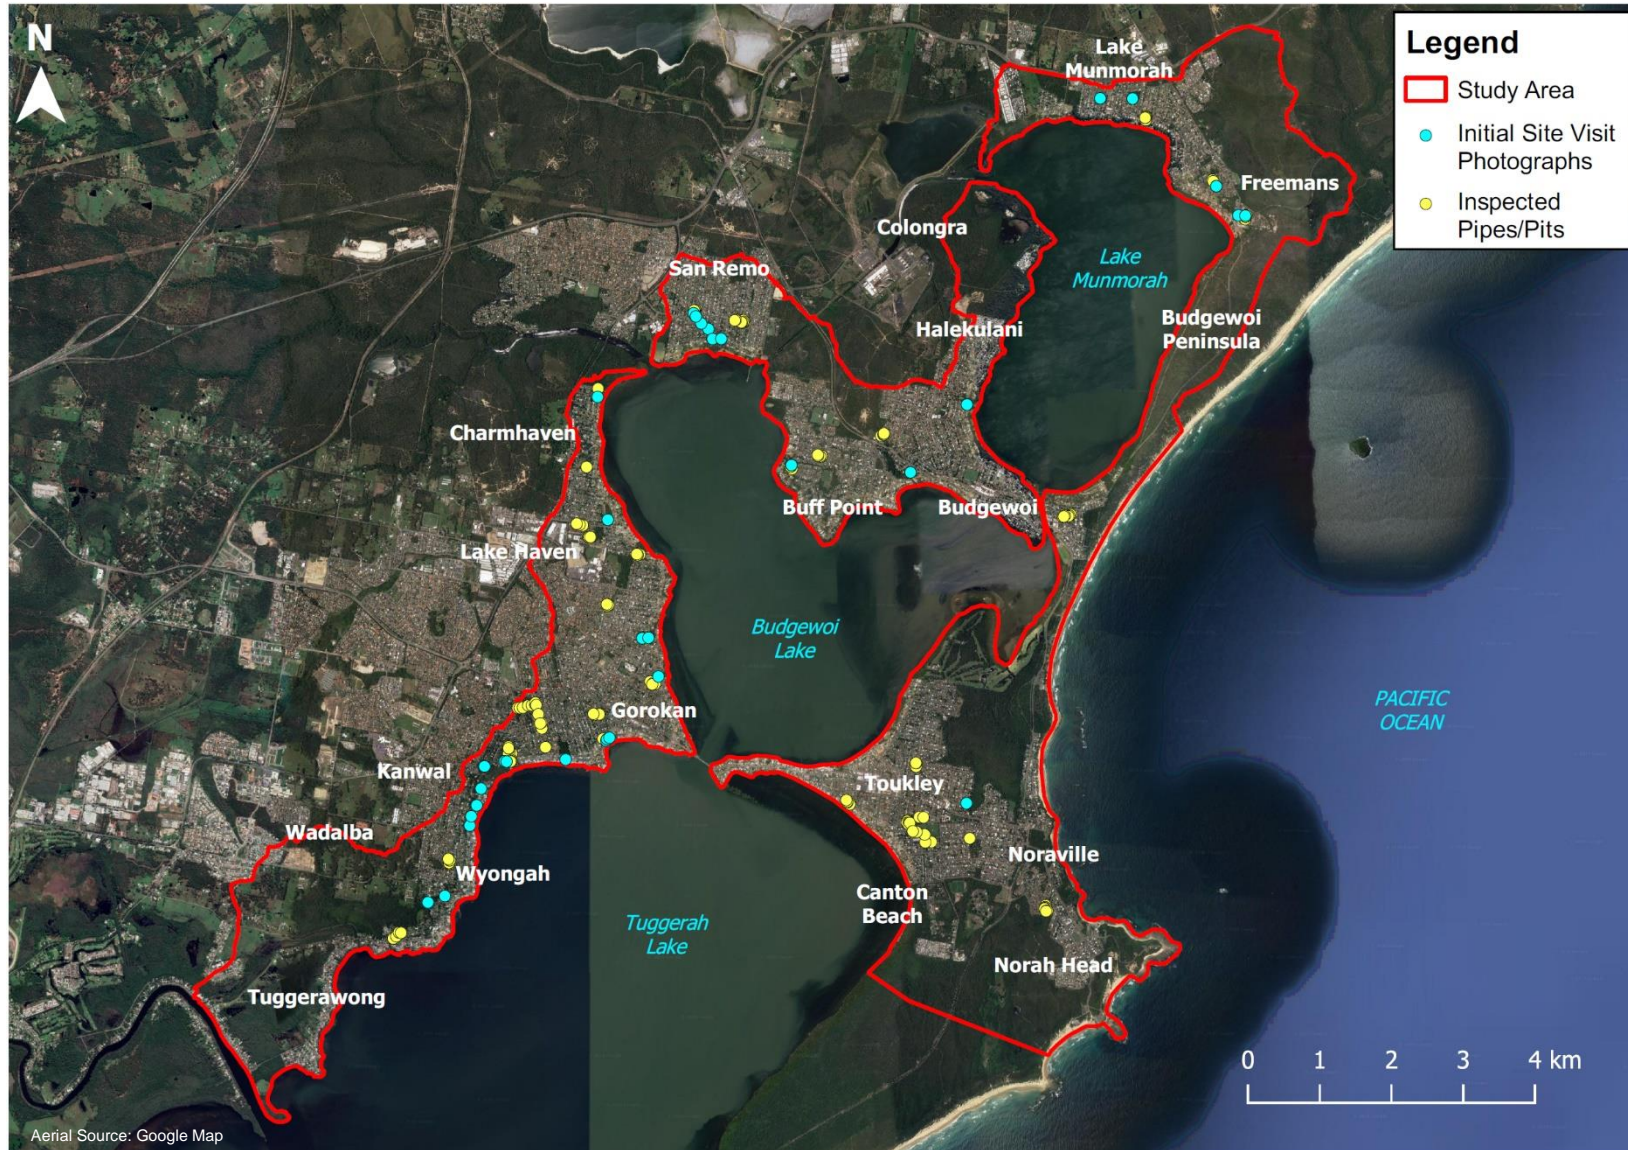 N
Legend
Study Area
Initial Site Visit
Photographs
Inspected
Pipes/Pits
Lake
Munmorah
Freemans
Colongra
Lake
Munmorah
San Remo
Halekulani
Budgewoi
Peninsula
Charmhaven
Buff Point
Budgewoi
Lake Haven
Budgewoi
Lake
PACIFIC
OCEAN
Gorokan
Kanwal
Toukley
Wadalba
Noraville
Wyongah
Canton
Beach
Tuggerah
Lake
Norah Head
Tuggerawong
0 1 2 3 4 km
Aerial Source: Google Map